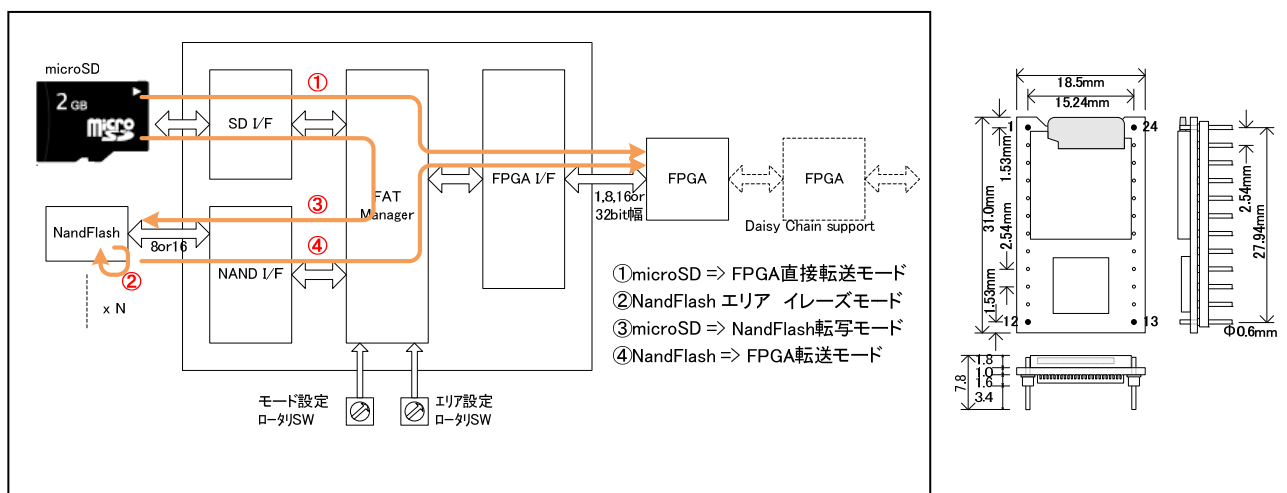 microSD
2 GB
micro
SD
SD I/F
①
FAT
Manager
FPGA I/F
FPGA
FPGA
1,8,16or
32bit幅
Daisy Chain support
③
NandFlash
8or16
④
NAND I/F
②
x N
①microSD => FPGA直接転送モード
②NandFlash エリア イレーズモード
③microSD => NandFlash転写モード
④NandFlash => FPGA転送モード
モード設定
ロータリSW
エリア設定
ロータリSW
18.5mm
15.24mm
1
24
1.53mm
31.0mm
2.54mm
1.53mm
12
13
2.54mm
27.94mm
Φ0.6mm
7.8
1.8
1.0
1.6
3.4